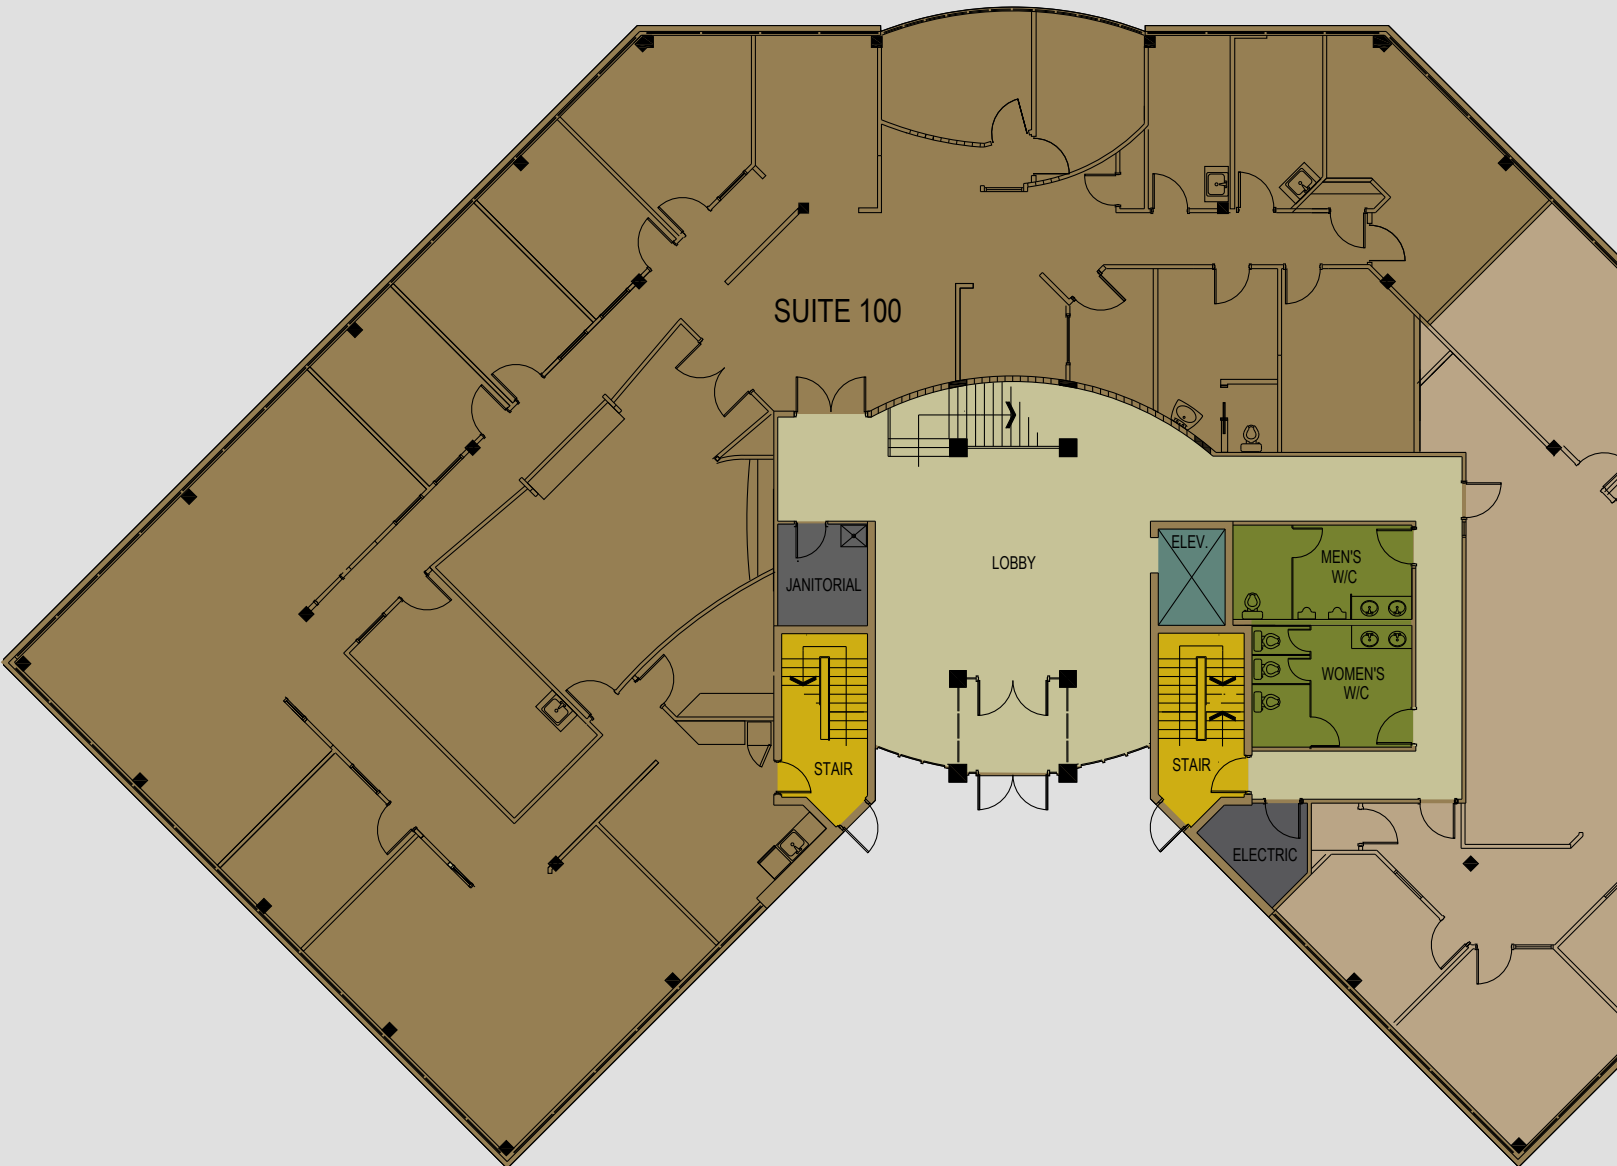 SUITE 100
ELEV.
LOBBY
MEN'S
W/C
JANITORIAL
WOMEN'S
W/C
STAIR
STAIR
ELECTRIC